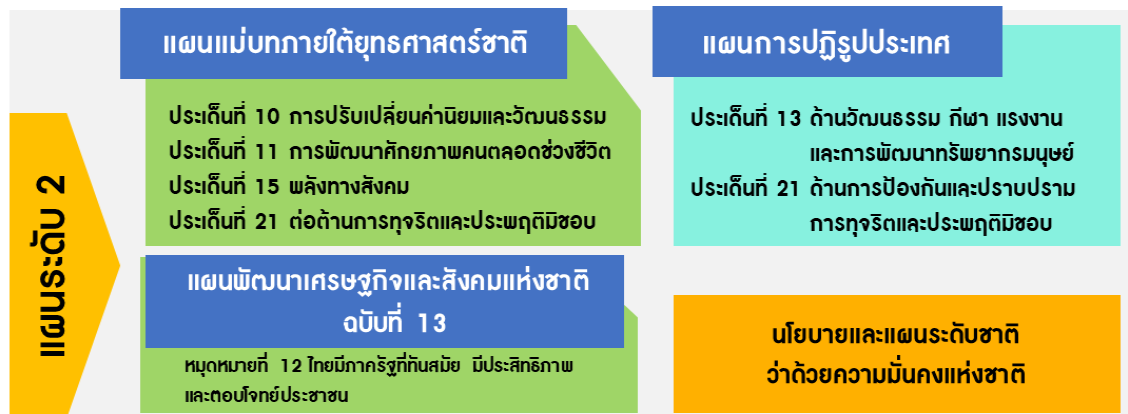 แผนระดับ 2
แผนแม่บทภายใต้ยุทธศาสตร์ชาติ
ประเด็นที่ 10 การปรับเปลี่ยนค่านิยมและวัฒนธรรม
ประเด็นที่ 11 การพัฒนาศักยภาพคนตลอดช่วงชีวิต
ประเด็นที่ 15 พลังทางสังคม
ประเด็นที่ 21 ต่อต้านการทุจริตและประพฤติมิชอบ
แผนการปฏิรูปประเทศ
ประเด็นที่ 13 ด้านวัฒนธรรม กีฬา แรงงาน
และการพัฒนาทรัพยากรมนุษย์
ประเด็นที่ 21 ด้านการป้องกันและปราบปราม
การทุจริตและประพฤติมิชอบ
แผนพัฒนาเศรษฐกิจและสังคมแห่งชาติ
ฉบับที่ 13
หมุดหมายที่ 12 ไทยมีภาครัฐที่ทันสมัย มีประสิทธิภาพ
และตอบโจทย์ประชาชน
นโยบายและแผนระดับชาติ
ว่าด้วยความมั่นคงแห่งชาติ